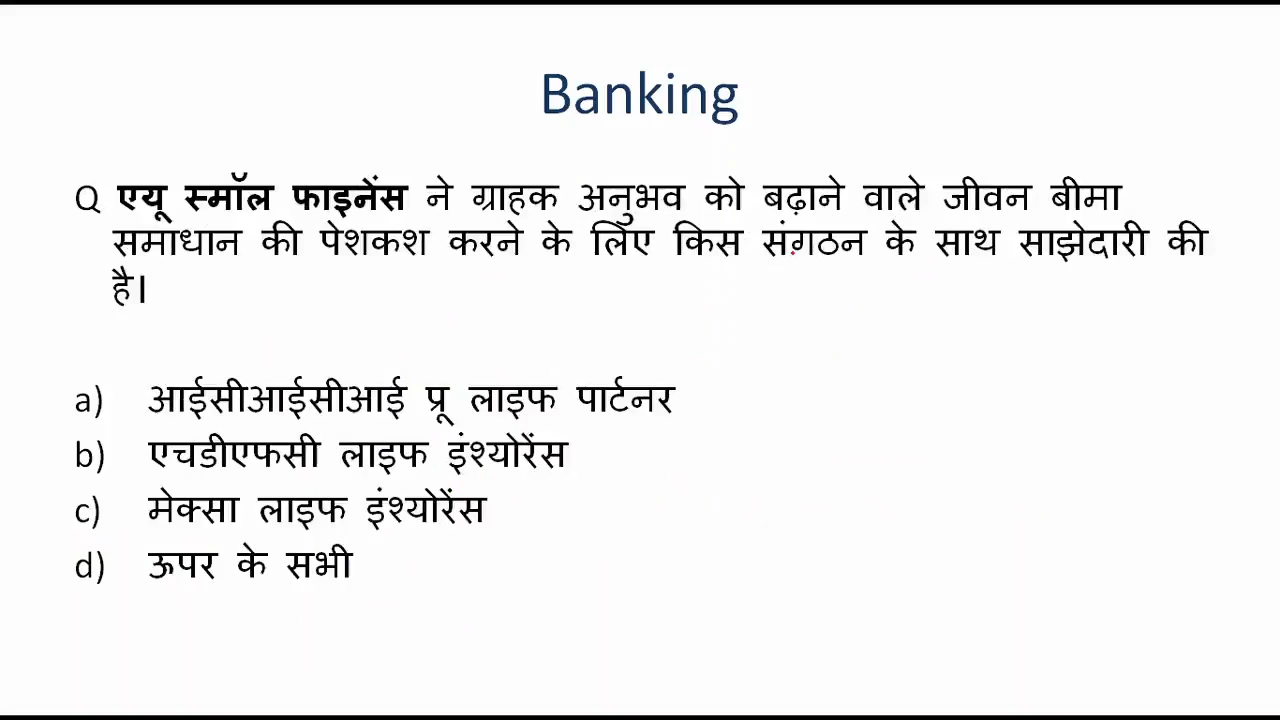 Banking
Q एयू स्मॉल फाइनेंस ने ग्राहक अनुभव को बढ़ाने वाले जीवन बीमा
समाधान की पेशकश करने के लिए किस संगठन के साथ साझेदारी की
है।
a) आईसीआईसीआई प्रू लाइफ पार्टनर
b) एचडीएफसी लाइफ इंश्योरेंस
c) मेक्सा लाइफ इंश्योरेंस
d) ऊपर के सभी